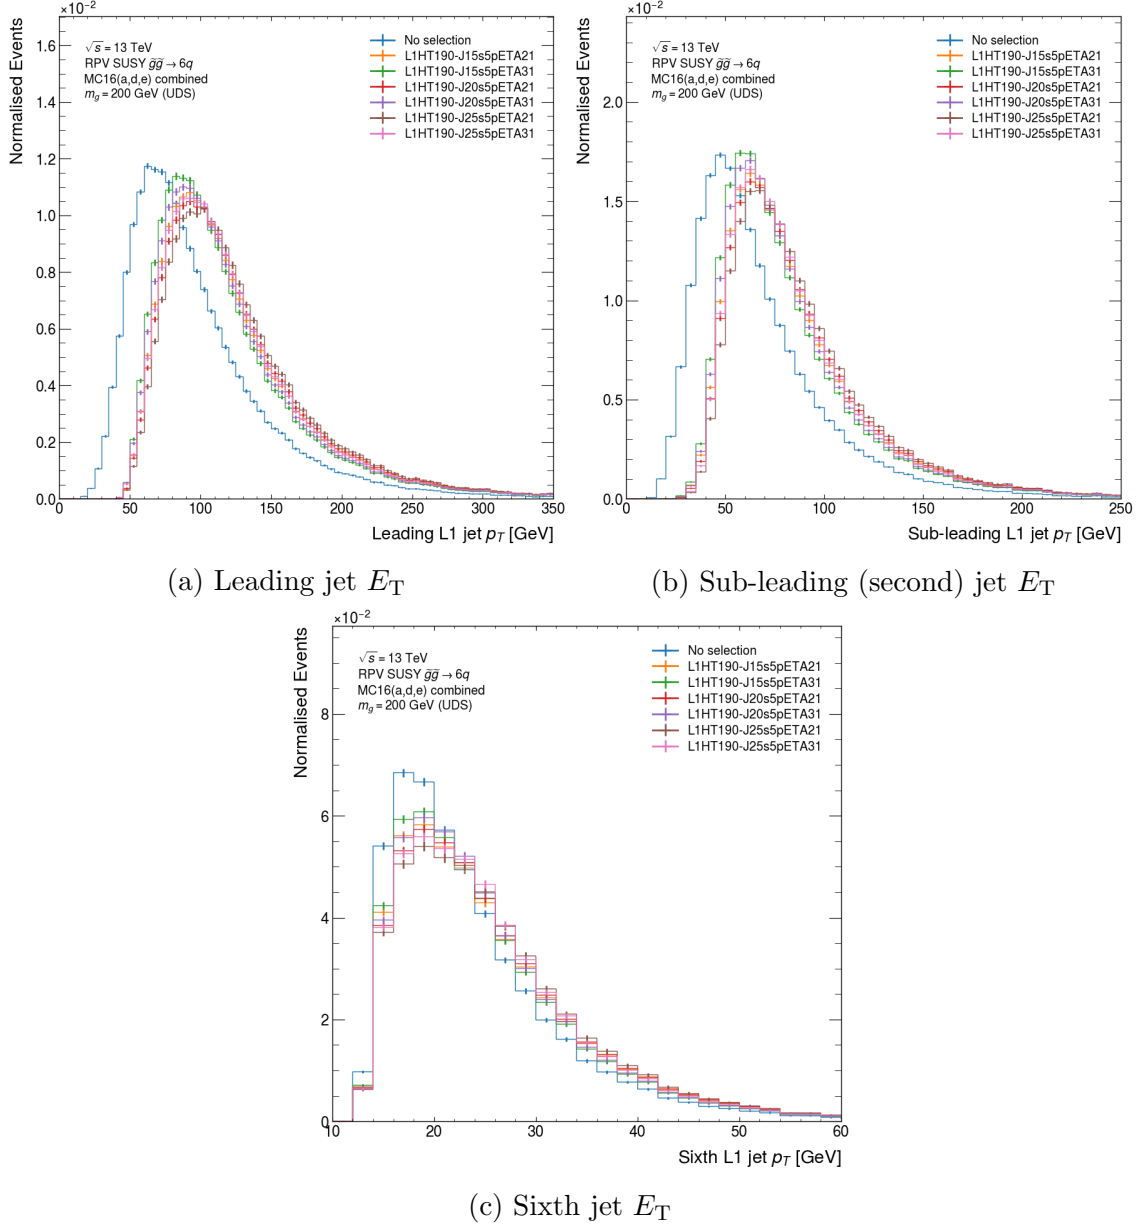 ×10⁻²
Normalised Events
√s = 13 TeV
RPV SUSY g̃g̃ → 6q
MC16(a,d,e) combined
m_g = 200 GeV (UDS)
No selection
L1HT190-J15s5pETA21
L1HT190-J15s5pETA31
L1HT190-J20s5pETA21
L1HT190-J20s5pETA31
L1HT190-J25s5pETA21
L1HT190-J25s5pETA31
1.6
1.4
1.2
1.0
0.8
0.6
0.4
0.2
0.0
0 50 100 150 200 250 300 350
Leading L1 jet p_T [GeV]
(a) Leading jet E_T
×10⁻²
Normalised Events
√s = 13 TeV
RPV SUSY g̃g̃ → 6q
MC16(a,d,e) combined
m_g = 200 GeV (UDS)
No selection
L1HT190-J15s5pETA21
L1HT190-J15s5pETA31
L1HT190-J20s5pETA21
L1HT190-J20s5pETA31
L1HT190-J25s5pETA21
L1HT190-J25s5pETA31
2.0
1.5
1.0
0.5
0.0
0 50 100 150 200 250
Sub-leading L1 jet p_T [GeV]
(b) Sub-leading (second) jet E_T
×10⁻²
Normalised Events
√s = 13 TeV
RPV SUSY g̃g̃ → 6q
MC16(a,d,e) combined
m_g = 200 GeV (UDS)
No selection
L1HT190-J15s5pETA21
L1HT190-J15s5pETA31
L1HT190-J20s5pETA21
L1HT190-J20s5pETA31
L1HT190-J25s5pETA21
L1HT190-J25s5pETA31
8
6
4
2
0
10 20 30 40 50 60
Sixth L1 jet p_T [GeV]
(c) Sixth jet E_T